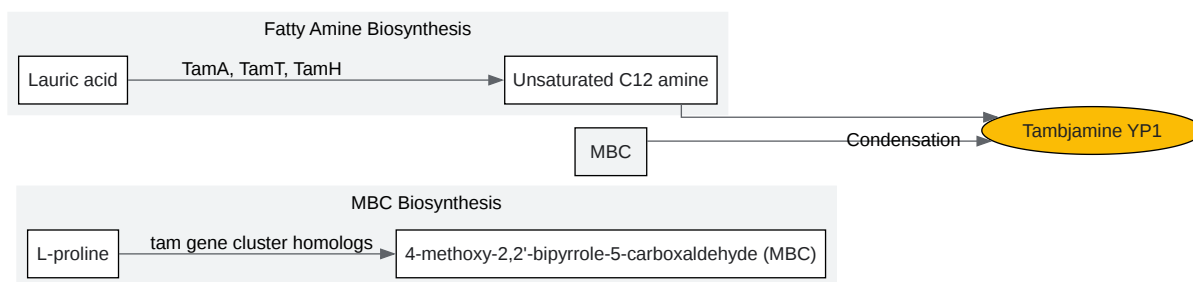 Fatty Amine Biosynthesis
Lauric acid
TamA, TamT, TamH
Unsaturated C12 amine
MBC
Condensation
Tambjamine YP1
MBC Biosynthesis
L-proline
tam gene cluster homologs
4-methoxy-2,2'-bipyrrole-5-carboxaldehyde (MBC)